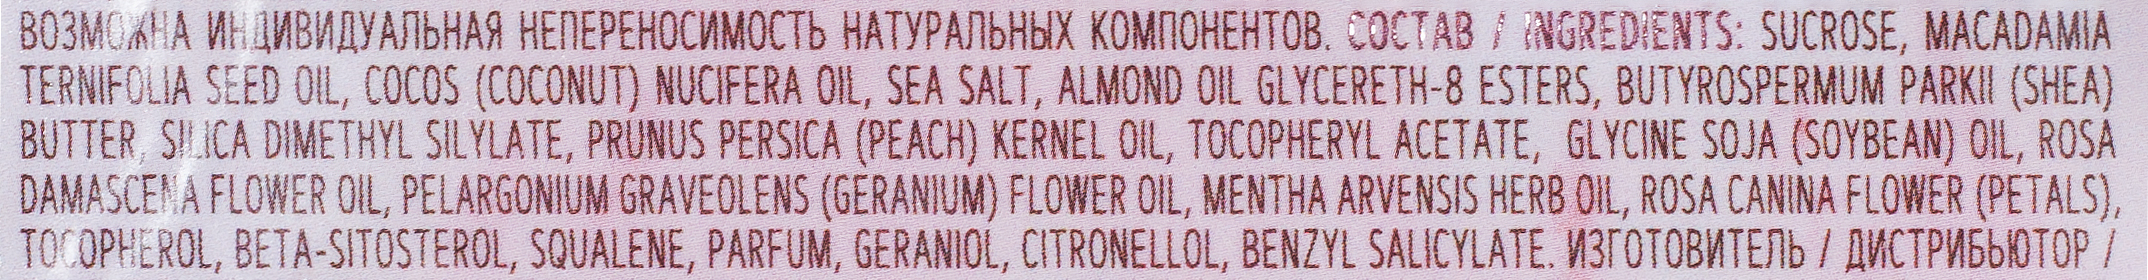 ВОЗМОЖНА ИНДИВИДУАЛЬНАЯ НЕПЕРЕНОСИМОСТЬ НАТУРАЛЬНЫХ КОМПОНЕНТОВ. СОСТАВ / INGREDIENTS: SUCROSE, MACADAMIA
TERNIFOLIA SEED OIL, COCOS (COCONUT) NUCIFERA OIL, SEA SALT, ALMOND OIL GLYCERETH-8 ESTERS, BUTYROSPERMUM PARKII (SHEA)
BUTTER, SILICA DIMETHYL SILYLATE, PRUNUS PERSICA (PEACH) KERNEL OIL, TOCOPHERYL ACETATE, GLYCINE SOJA (SOYBEAN) OIL, ROSA
DAMASCENA FLOWER OIL, PELARGONIUM GRAVEOLENS (GERANIUM) FLOWER OIL, MENTHA ARVENSIS HERB OIL, ROSA CANINA FLOWER (PETALS),
TOCOPHEROL, BETA-SITOSTEROL, SQUALENE, PARFUM, GERANIOL, CITRONELLOL, BENZYL SALICYLATE. ИЗГОТОВИТЕЛЬ / ДИСТРИБЬЮТОР /